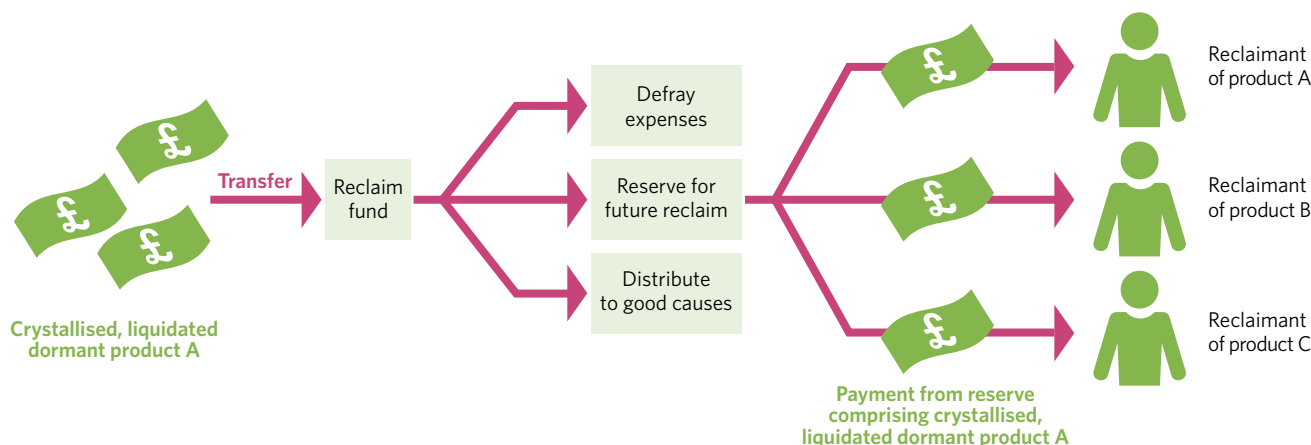 £
£
£
Crystallised, liquidated
dormant product A
Transfer
Reclaim
fund
Defray
expenses
Reserve for
future reclaim
Distribute
to good causes
£
£
£
Payment from reserve
comprising crystallised,
liquidated dormant product A
Reclaimant
of product A
Reclaimant
of product B
Reclaimant
of product C